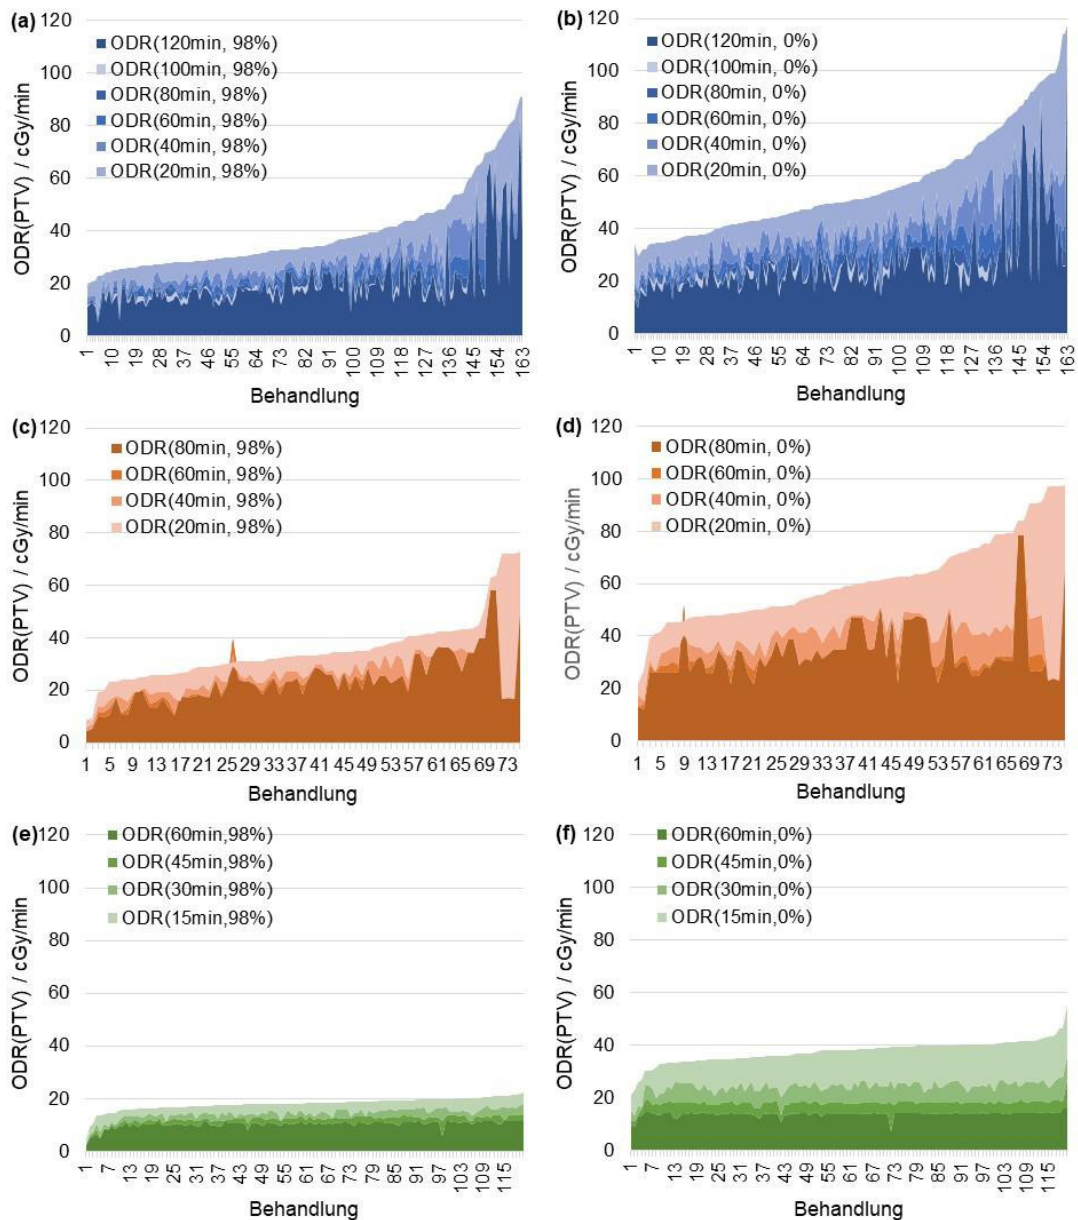 (a)
120
100
80
60
40
20
0
ODR(PTV) / cGy/min
ODR(120min, 98%)
ODR(100min, 98%)
ODR(80min, 98%)
ODR(60min, 98%)
ODR(40min, 98%)
ODR(20min, 98%)
1 10 19 28 37 46 55 64 73 82 91 100 109 118 127 136 145 154 163
Behandlung
(b)
120
100
80
60
40
20
0
ODR(PTV) / cGy/min
ODR(120min, 0%)
ODR(100min, 0%)
ODR(80min, 0%)
ODR(60min, 0%)
ODR(40min, 0%)
ODR(20min, 0%)
1 10 19 28 37 46 55 64 73 82 91 100 109 118 127 136 145 154 163
Behandlung
(c)
120
100
80
60
40
20
0
ODR(PTV) / cGy/min
ODR(80min, 98%)
ODR(60min, 98%)
ODR(40min, 98%)
ODR(20min, 98%)
1 5 9 13 17 21 25 29 33 37 41 45 49 53 57 61 65 69 73
Behandlung
(d)
120
100
80
60
40
20
0
ODR(PTV) / cGy/min
ODR(80min, 0%)
ODR(60min, 0%)
ODR(40min, 0%)
ODR(20min, 0%)
1 5 9 13 17 21 25 29 33 37 41 45 49 53 57 61 65 69 73
Behandlung
(e)
120
100
80
60
40
20
0
ODR(PTV) / cGy/min
ODR(60min,98%)
ODR(45min,98%)
ODR(30min,98%)
ODR(15min,98%)
1 7 13 19 25 31 37 43 49 55 61 67 73 79 85 91 97 103 109 115
Behandlung
(f)
120
100
80
60
40
20
0
ODR(PTV) / cGy/min
ODR(60min,0%)
ODR(45min,0%)
ODR(30min,0%)
ODR(15min,0%)
1 7 13 19 25 31 37 43 49 55 61 67 73 79 85 91 97 103 109 115
Behandlung